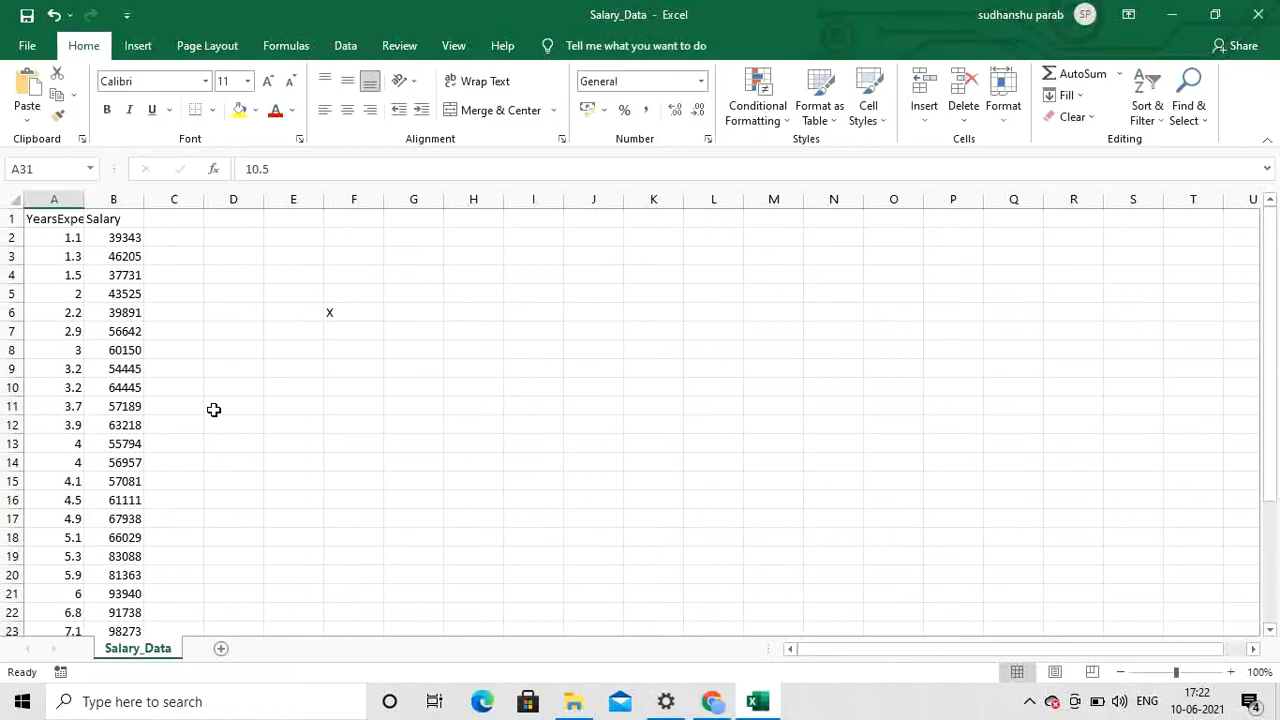 Salary_Data - Excel
sudhanshu parab
SP
File
Home
Insert
Page Layout
Formulas
Data
Review
View
Help
Tell me what you want to do
Share
Paste
Calibri
11
B I U
Wrap Text
Merge & Center
General
Conditional
Formatting
Format as
Table
Cell
Styles
Insert
Delete
Format
AutoSum
Fill
Clear
Sort &
Filter
Find &
Select
Clipboard
Font
Alignment
Number
Styles
Cells
Editing
A31
fx
10.5
A B C D E F G H I J K L M N O P Q R S T U
1 YearsExpe Salary
2 1.1 39343
3 1.3 46205
4 1.5 37731
5 2 43525
6 2.2 39891 X
7 2.9 56642
8 3 60150
9 3.2 54445
10 3.2 64445
11 3.7 57189
12 3.9 63218
13 4 55794
14 4 56957
15 4.1 57081
16 4.5 61111
17 4.9 67938
18 5.1 66029
19 5.3 83088
20 5.9 81363
21 6 93940
22 6.8 91738
23 7.1 98273
Salary_Data
Ready
100%
Type here to search
ENG
17:22
10-06-2021
4